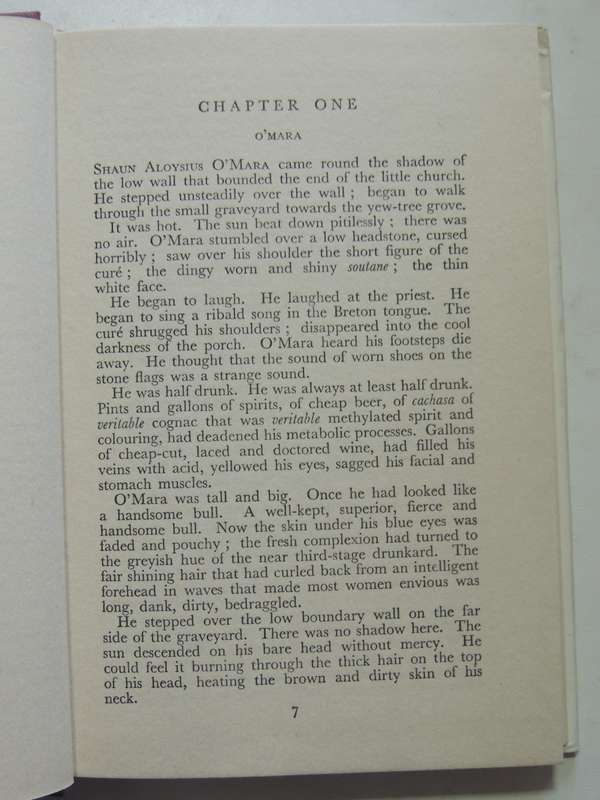 CHAPTER ONE
O'MARA
SHAUN ALOYSIUS O'MARA came round the shadow of
the low wall that bounded the end of the little church.
He stepped unsteadily over the wall ; began to walk
through the small graveyard towards the yew-tree grove.
It was hot. The sun beat down pitilessly ; there was
no air. O'Mara stumbled over a low headstone, cursed
horribly ; saw over his shoulder the short figure of the
curé ; the dingy worn and shiny soutane ; the thin
white face.
He began to laugh. He laughed at the priest. He
began to sing a ribald song in the Breton tongue. The
curé shrugged his shoulders ; disappeared into the cool
darkness of the porch. O'Mara heard his footsteps die
away. He thought that the sound of worn shoes on the
stone flags was a strange sound.
He was half drunk. He was always at least half drunk.
Pints and gallons of spirits, of cheap beer, of cachasa of
veritable cognac that was veritable methylated spirit and
colouring, had deadened his metabolic processes. Gallons
of cheap-cut, laced and doctored wine, had filled his
veins with acid, yellowed his eyes, sagged his facial and
stomach muscles.
O'Mara was tall and big. Once he had looked like
a handsome bull. A well-kept, superior, fierce and
handsome bull. Now the skin under his blue eyes was
faded and pouchy ; the fresh complexion had turned to
the greyish hue of the near third-stage drunkard. The
fair shining hair that had curled back from an intelligent
forehead in waves that made most women envious was
long, dank, dirty, bedraggled.
He stepped over the low boundary wall on the far
side of the graveyard. There was no shadow here. The
sun descended on his bare head without mercy. He
could feel it burning through the thick hair on the top
of his head, heating the brown and dirty skin of his
neck.
7